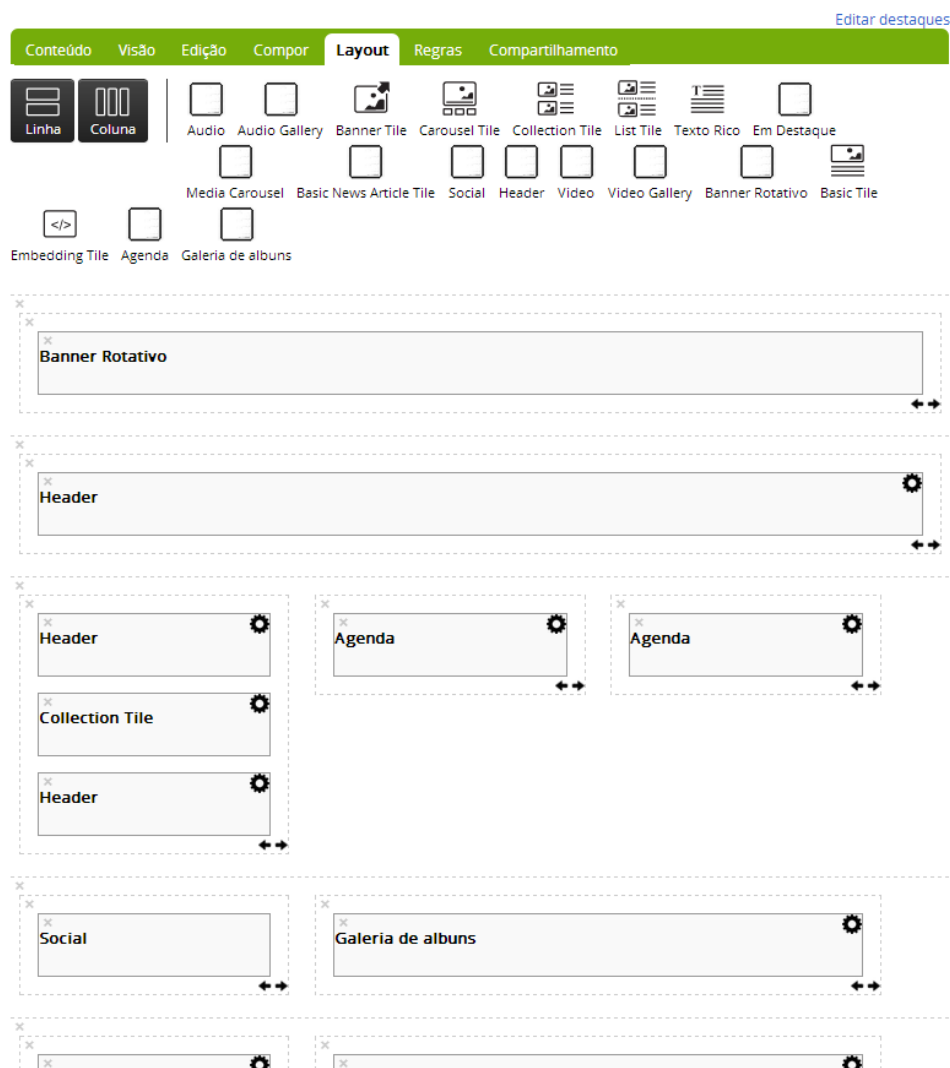 Editar destaques
Conteúdo Visão Edição Compor Layout Regras Compartilhamento
Linha Coluna Audio Audio Gallery Banner Tile Carousel Tile Collection Tile List Tile Texto Rico Em Destaque
Media Carousel Basic News Article Tile Social Header Video Video Gallery Banner Rotativo Basic Tile
</> 
Embedding Tile Agenda Galeria de albuns
Banner Rotativo
Header
Header Agenda Agenda
Collection Tile
Header
Social Galeria de albuns